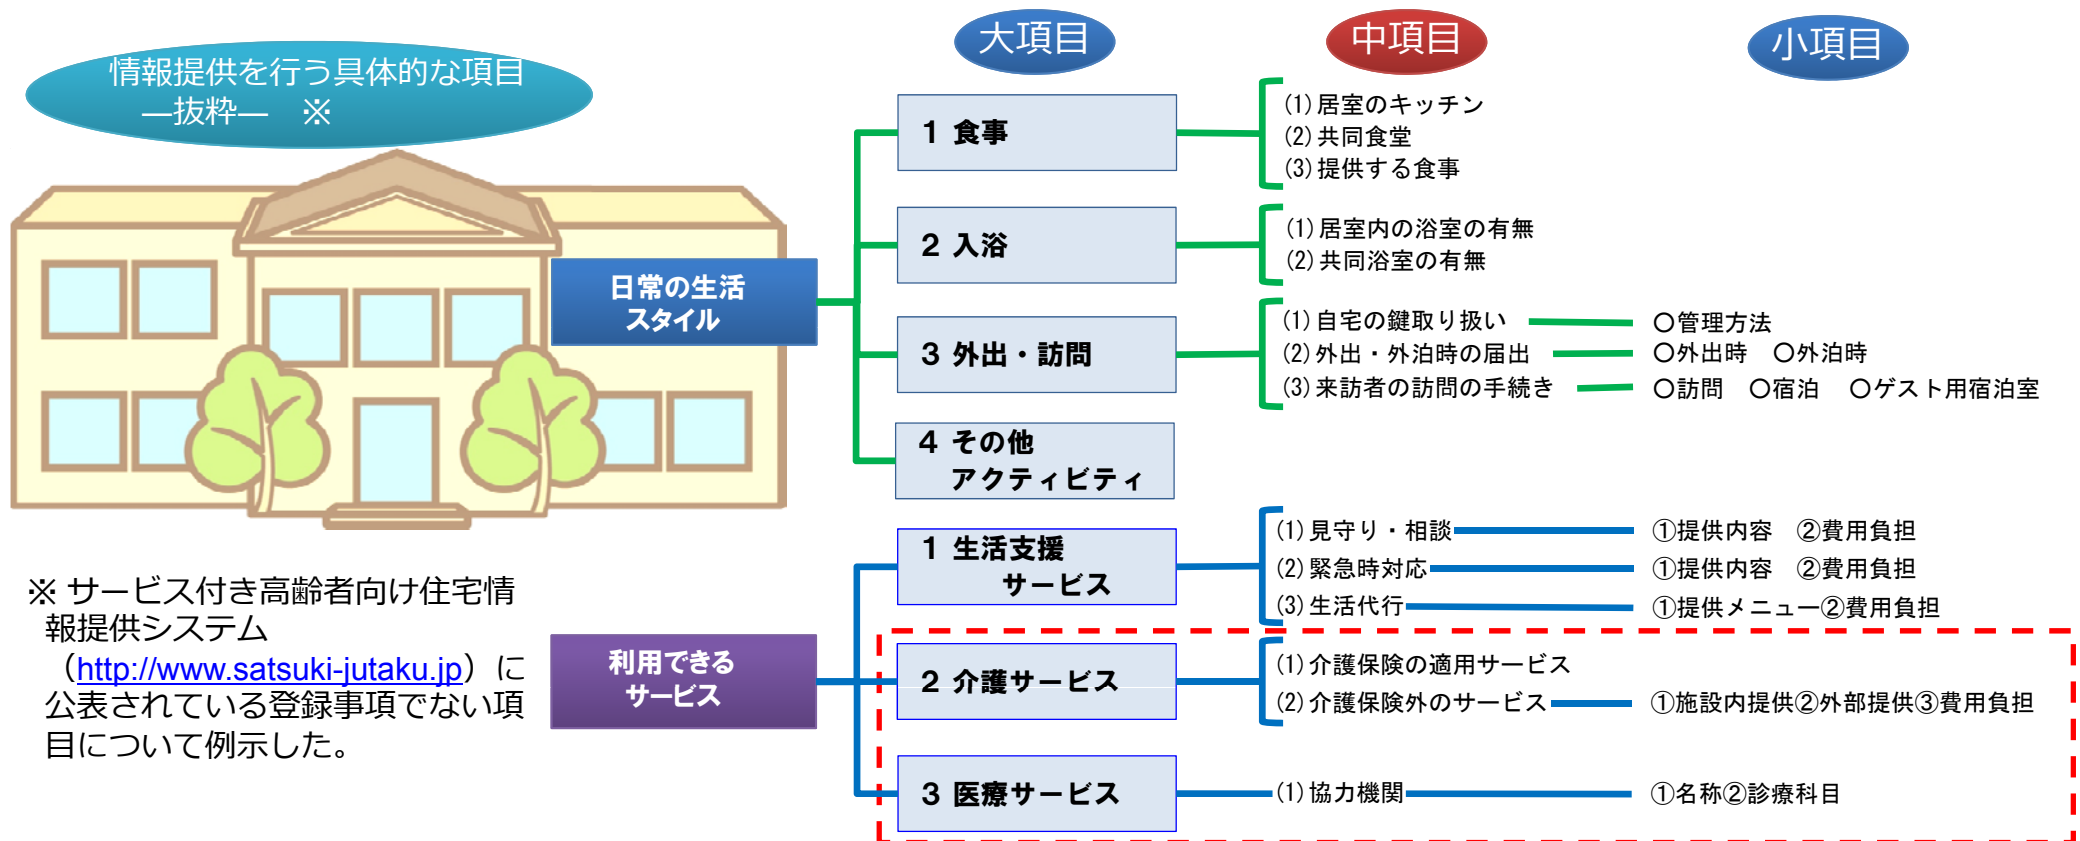 情報提供を行う具体的な項目
―抜粋― ※
大項目
中項目
小項目
日常の生活
スタイル
1 食事
(1)居室のキッチン
(2)共同食堂
(3)提供する食事
2 入浴
(1)居室内の浴室の有無
(2)共同浴室の有無
3 外出・訪問
(1)自宅の鍵取り扱い
○管理方法
(2)外出・外泊時の届出
○外出時 ○外泊時
(3)来訪者の訪問の手続き
○訪問 ○宿泊 ○ゲスト用宿泊室
4 その他
アクティビティ
利用できる
サービス
1 生活支援
サービス
(1)見守り・相談
①提供内容 ②費用負担
(2)緊急時対応
①提供内容 ②費用負担
(3)生活代行
①提供メニュー②費用負担
2 介護サービス
(1)介護保険の適用サービス
(2)介護保険外のサービス
①施設内提供②外部提供③費用負担
3 医療サービス
(1)協力機関
①名称②診療科目
※ サービス付き高齢者向け住宅情
報提供システム
(http://www.satsuki-jutaku.jp)に
公表されている登録事項でない項
目について例示した。